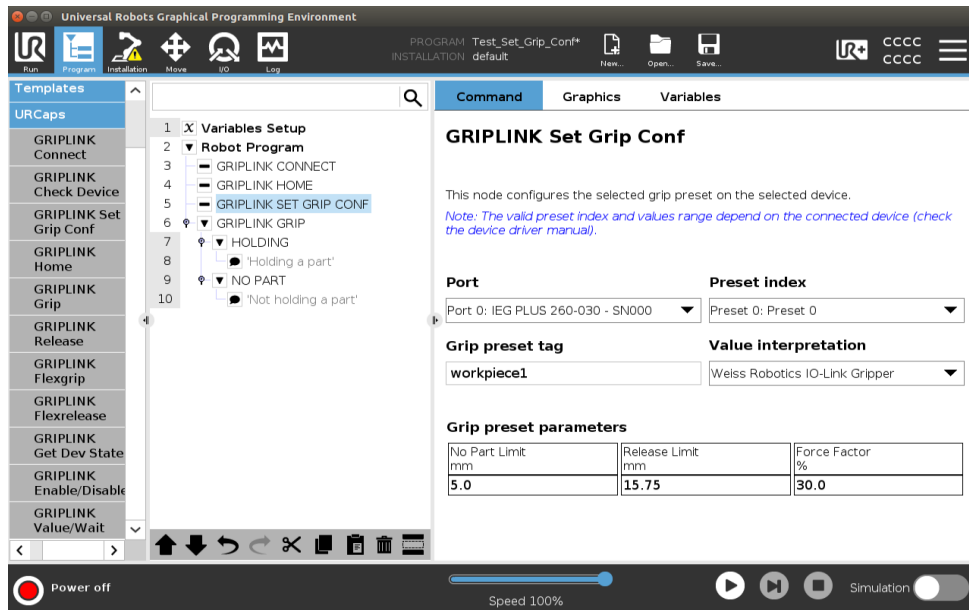 Universal Robots Graphical Programming Environment
UR
Run
Program
Installation
Move
I/O
Log
PROGRAM Test_Set_Grip_Conf*
INSTALLATION default
New...
Open...
Save...
UR+
CCCC
CCCC
Templates
URCaps
GRIPLINK
Connect
GRIPLINK
Check Device
GRIPLINK Set
Grip Conf
GRIPLINK
Home
GRIPLINK
Grip
GRIPLINK
Release
GRIPLINK
Flexgrip
GRIPLINK
Flexrelease
GRIPLINK
Get Dev State
GRIPLINK
Enable/Disable
GRIPLINK
Value/Wait
1 X Variables Setup
2 Robot Program
3 GRIPLINK CONNECT
4 GRIPLINK HOME
5 GRIPLINK SET GRIP CONF
6 GRIPLINK GRIP
7 HOLDING
8 'Holding a part'
9 NO PART
10 'Not holding a part'
Command Graphics Variables
GRIPLINK Set Grip Conf
This node configures the selected grip preset on the selected device.
Note: The valid preset index and values range depend on the connected device (check
the device driver manual).
Port
Port 0: IEG PLUS 260-030 - SN000
Preset index
Preset 0: Preset 0
Grip preset tag
workpiece1
Value interpretation
Weiss Robotics IO-Link Gripper
Grip preset parameters
No Part Limit
mm
5.0
Release Limit
mm
15.75
Force Factor
%
30.0
Power off
Speed 100%
Simulation